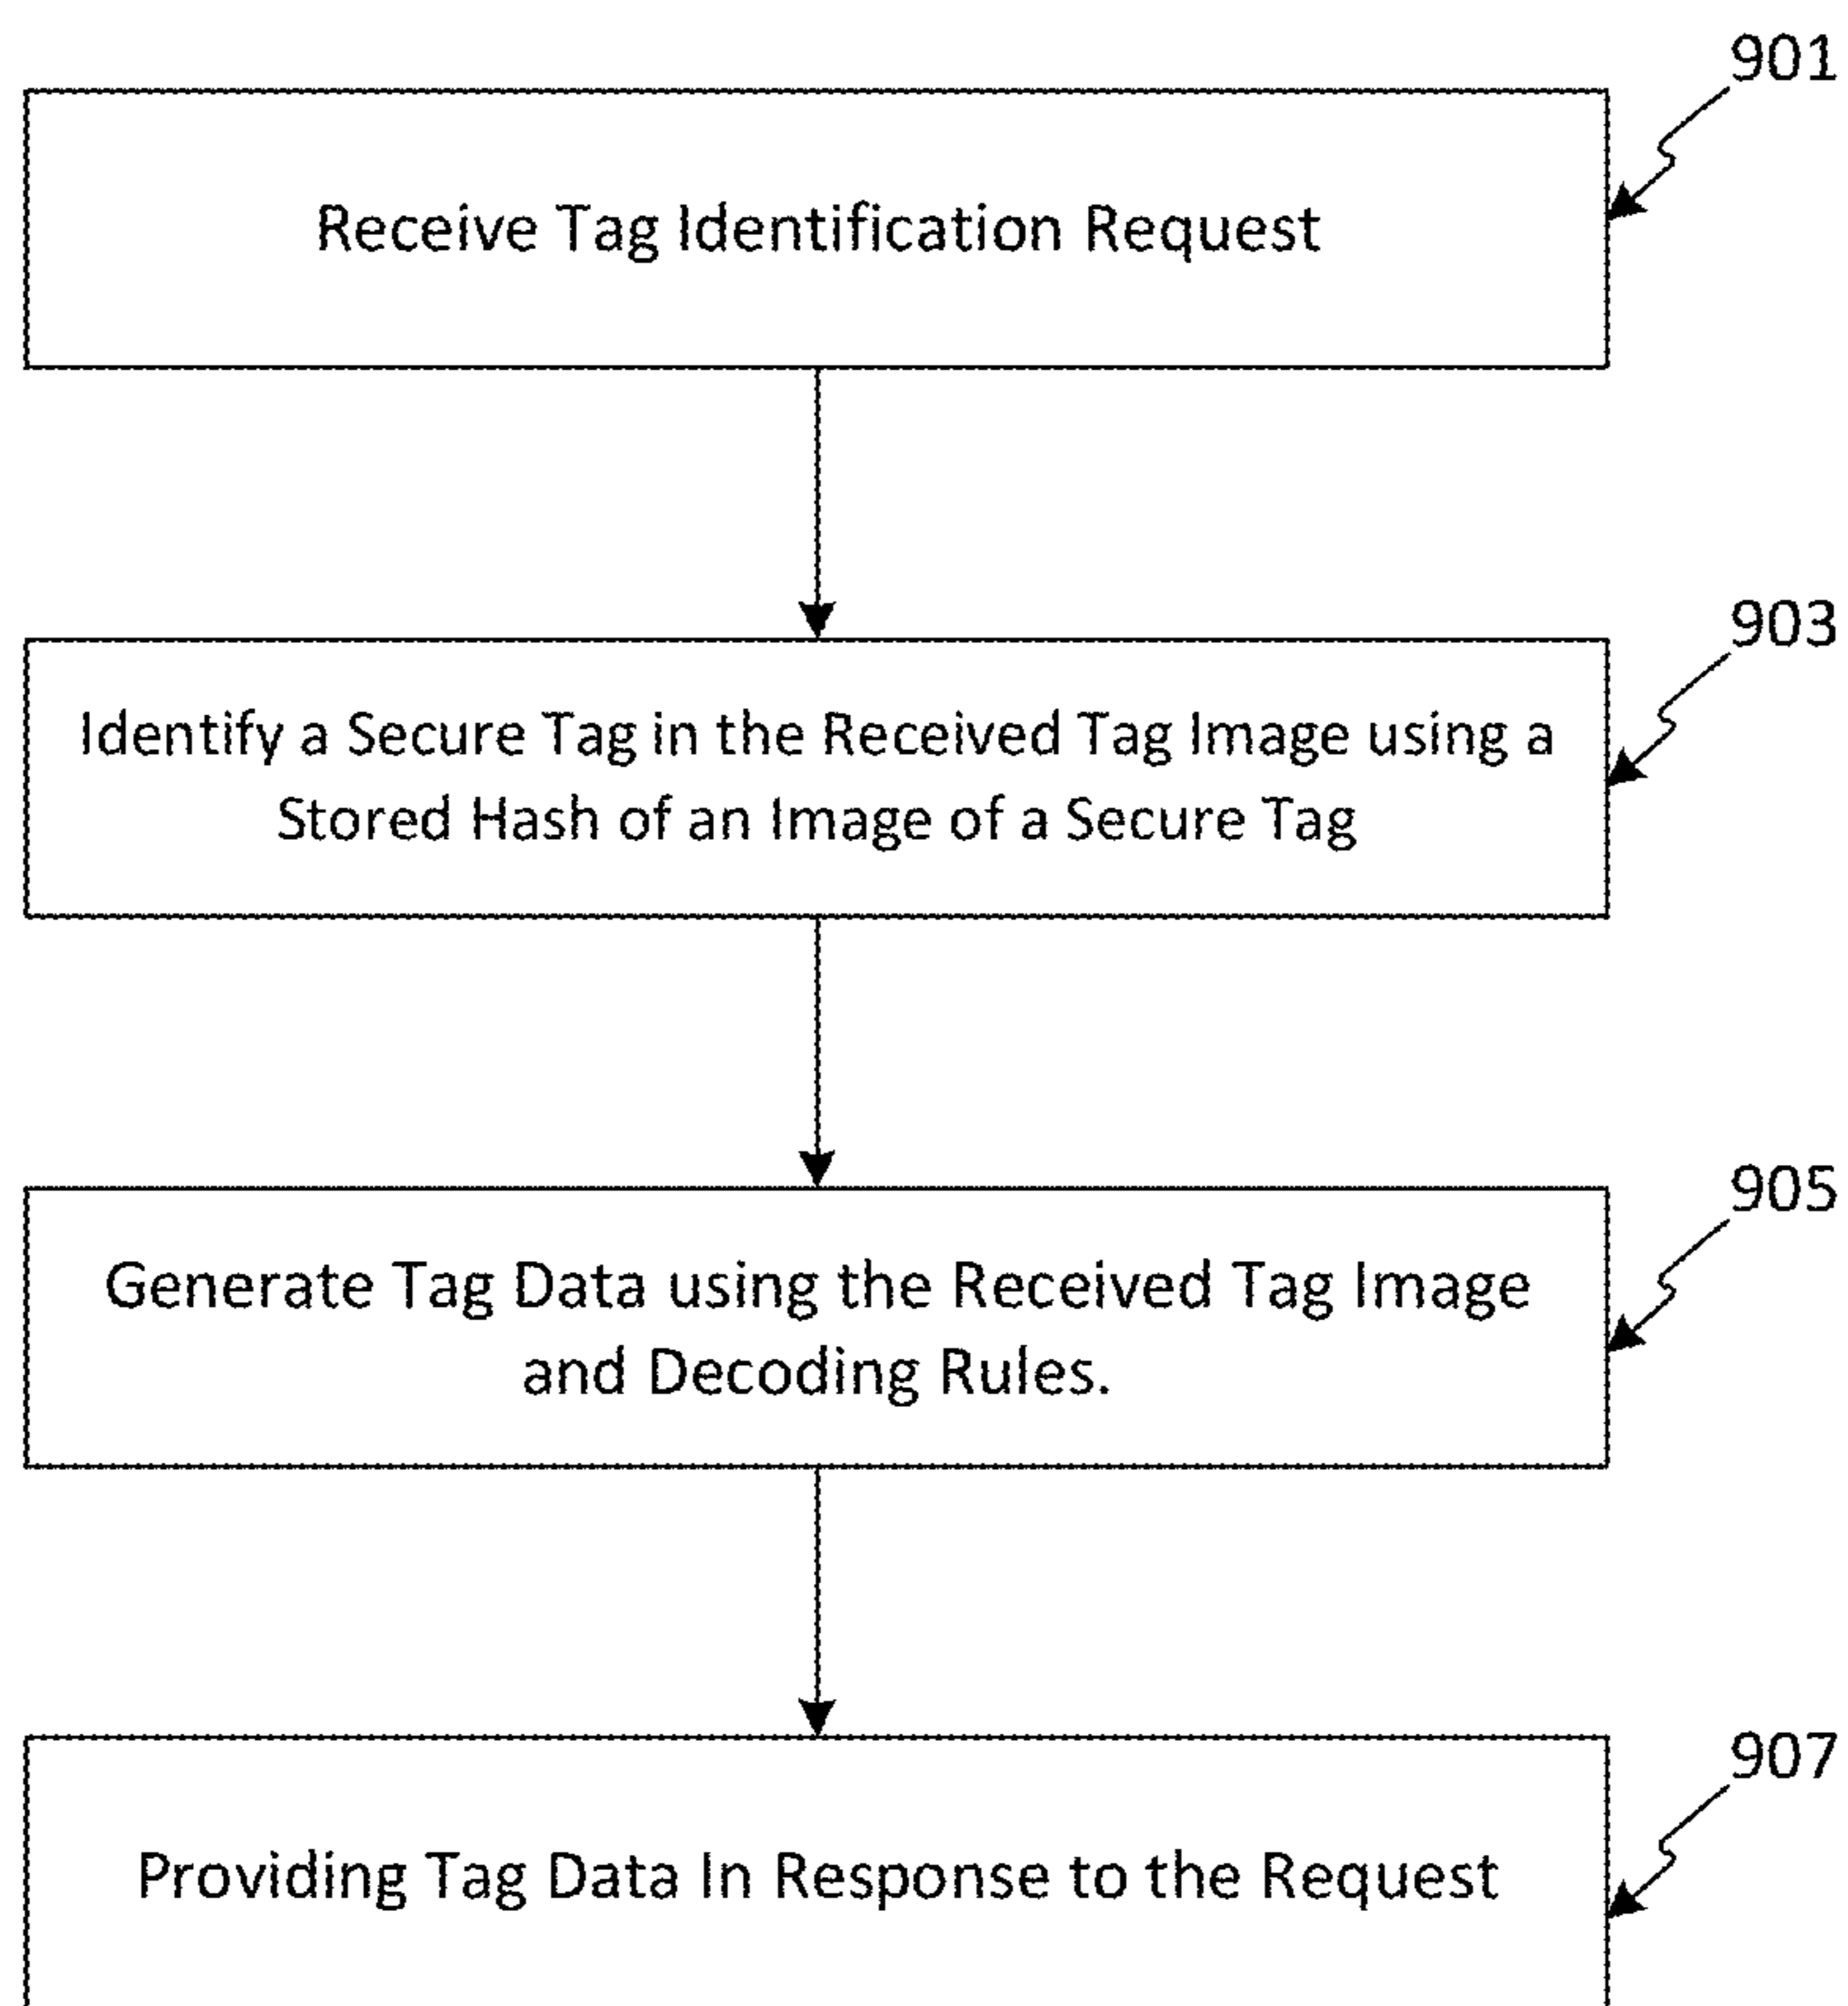 901
Receive Tag Identification Request
903
Identify a Secure Tag in the Received Tag Image using a
Stored Hash of an Image of a Secure Tag
905
Generate Tag Data using the Received Tag Image
and Decoding Rules.
907
Providing Tag Data In Response to the Request